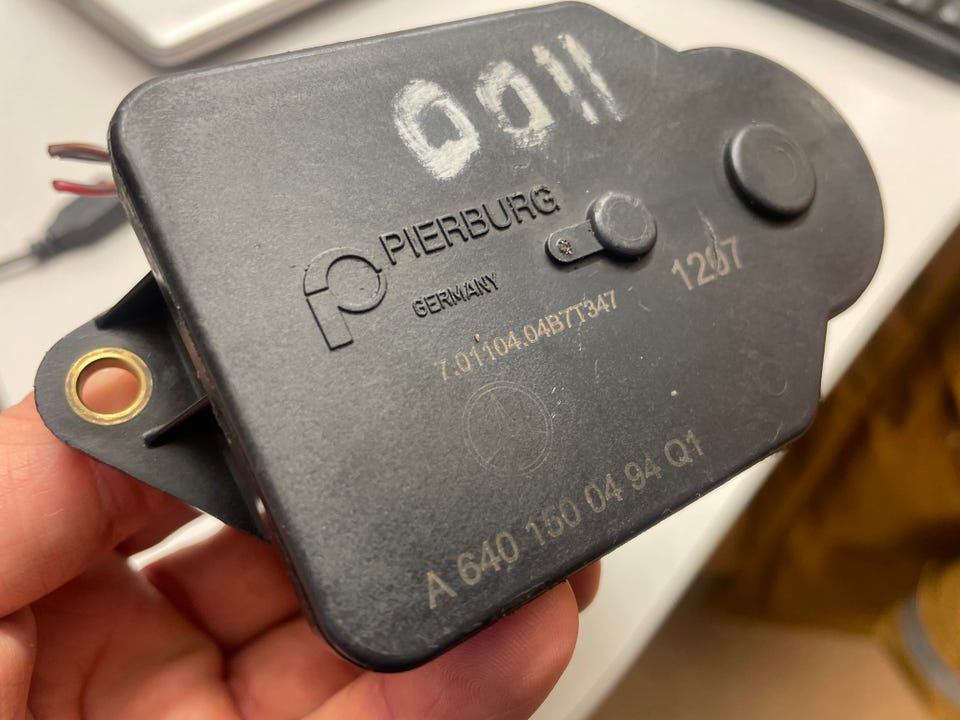 0011
PIERBURG
GERMANY
7.01104.04B7T347
1207
A 640 150 04 94 Q1